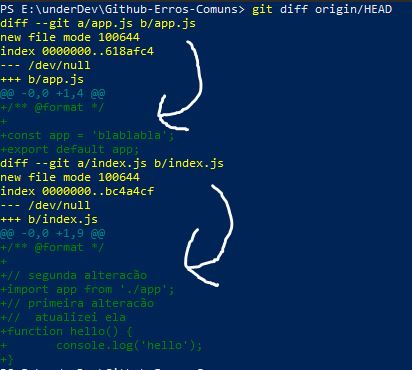 PS E:\underDev\Github-Erros-Comuns> git diff origin/HEAD
diff --git a/app.js b/app.js
new file mode 100644
index 0000000..618afc4
--- /dev/null
+++ b/app.js
@@ -0,0 +1,4 @@
+/** @format */
+
+const app = 'blablabla';
+export default app;
diff --git a/index.js b/index.js
new file mode 100644
index 0000000..bc4a4cf
--- /dev/null
+++ b/index.js
@@ -0,0 +1,9 @@
+/** @format */
+
+// segunda alteracão
+import app from './app';
+// primeira alteracão
+//  atualizei ela
+function hello() {
+       console.log('hello');
+}